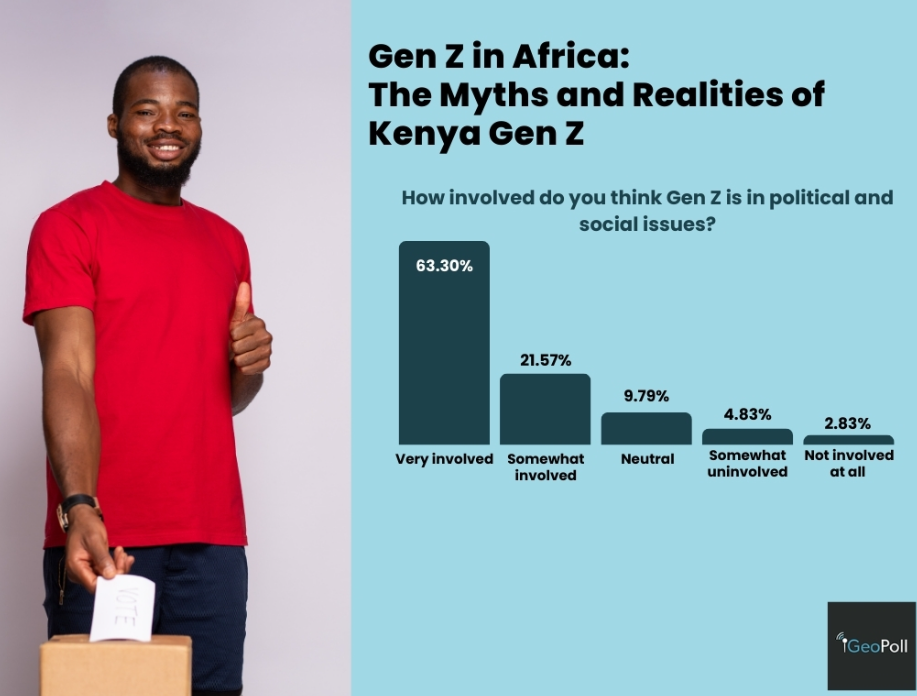 Gen Z in Africa:
The Myths and Realities of
Kenya Gen Z
How involved do you think Gen Z is in political and
social issues?
63.30%
21.57%
9.79%
4.83%
2.83%
Very involved
Somewhat
involved
Neutral
Somewhat
uninvolved
Not involved
at all
VOTE
GeoPoll